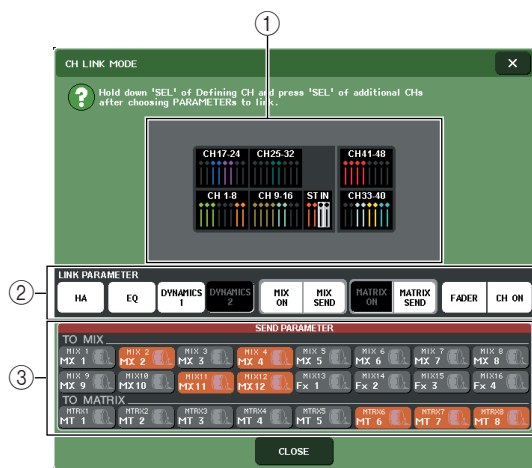 ①
CH LINK MODE
×
?
Hold down 'SEL' of Defining CH and press 'SEL' of additional CHs
after choosing PARAMETERs to link.
CH17-24 CH25-32 CH41-48
CH 1-8 CH 9-16 ST IN CH33-40
②
LINK PARAMETER
HA EQ DYNAMICS 1 DYNAMICS 2 MIX ON MIX SEND MATRIX ON MATRIX SEND FADER CH ON
③
SEND PARAMETER
TO MIX
MIX 1 MIX 2 MIX 3 MIX 4 MIX 5 MIX 6 MIX 7 MIX 8
MX 1 MX 2 MX 3 MX 4 MX 5 MX 6 MX 7 MX 8
MIX 9 MIX10 MIX11 MIX12 MIX13 MIX14 MIX15 MIX16
MX 9 MX10 MX11 MX12 Fx 1 Fx 2 Fx 3 Fx 4
TO MATRIX
MTRX1 MTRX2 MTRX3 MTRX4 MTRX5 MTRX6 MTRX7 MTRX8
MT 1 MT 2 MT 3 MT 4 MT 5 MT 6 MT 7 MT 8
CLOSE